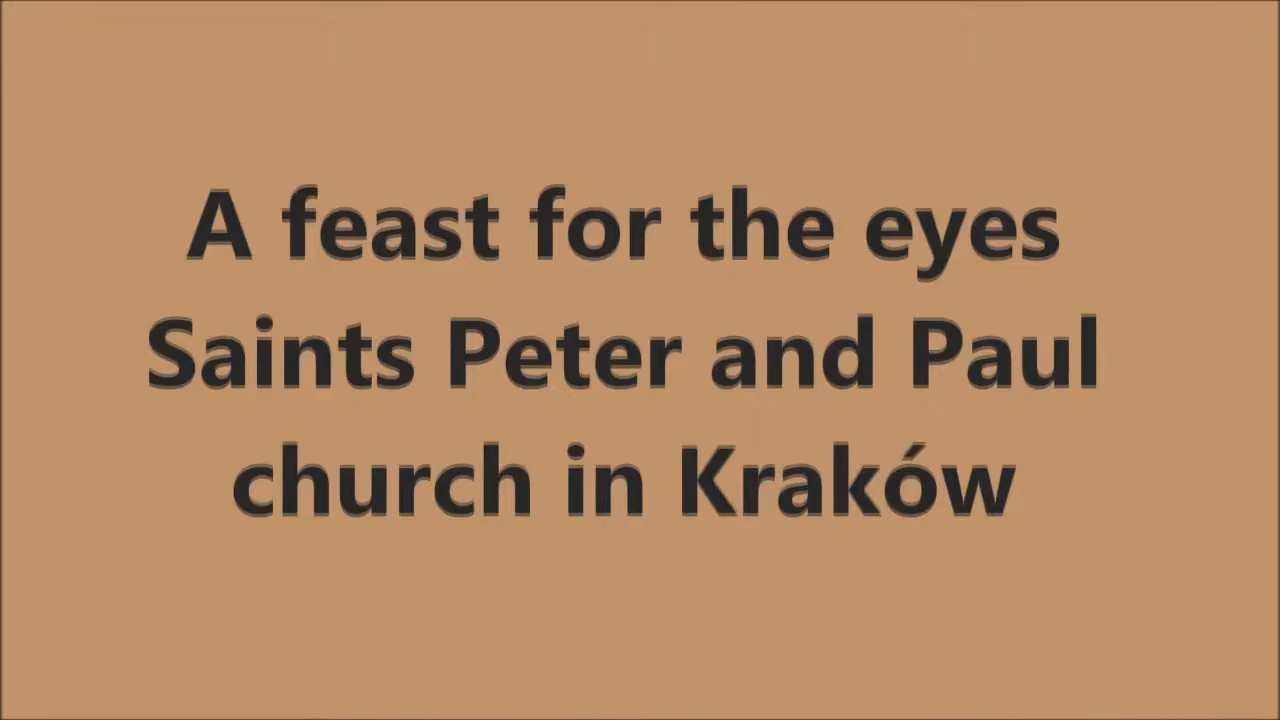 A feast for the eyes
Saints Peter and Paul
church in Kraków